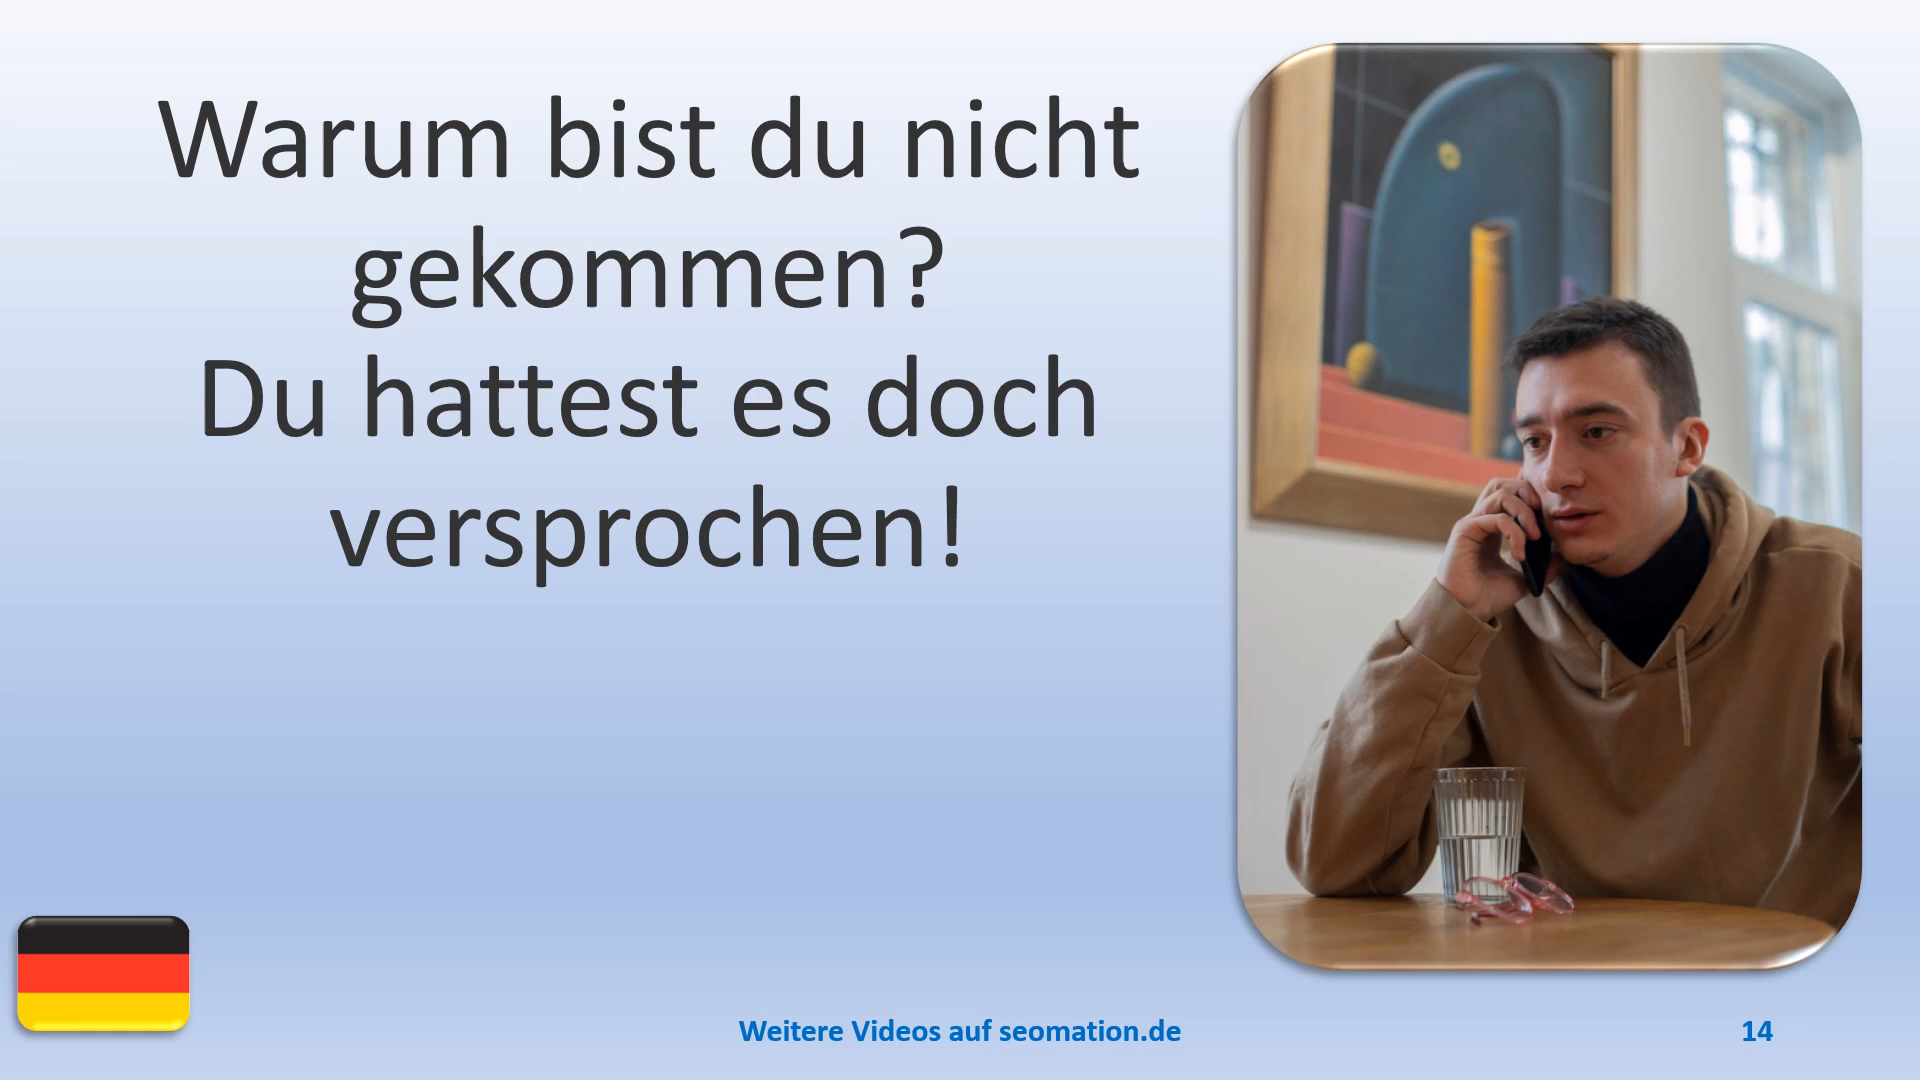 Warum bist du nicht
gekommen?
Du hattest es doch
versprochen!
Weitere Videos auf seomation.de
14